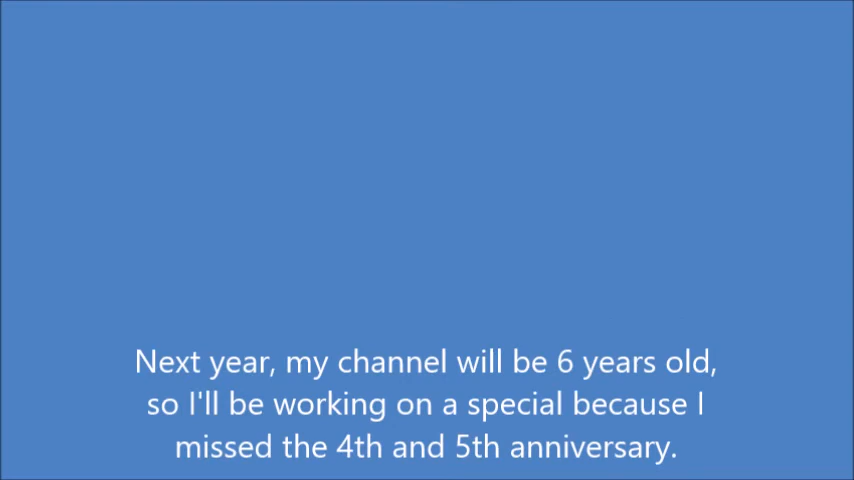 Next year, my channel will be 6 years old,
so I'll be working on a special because I
missed the 4th and 5th anniversary.